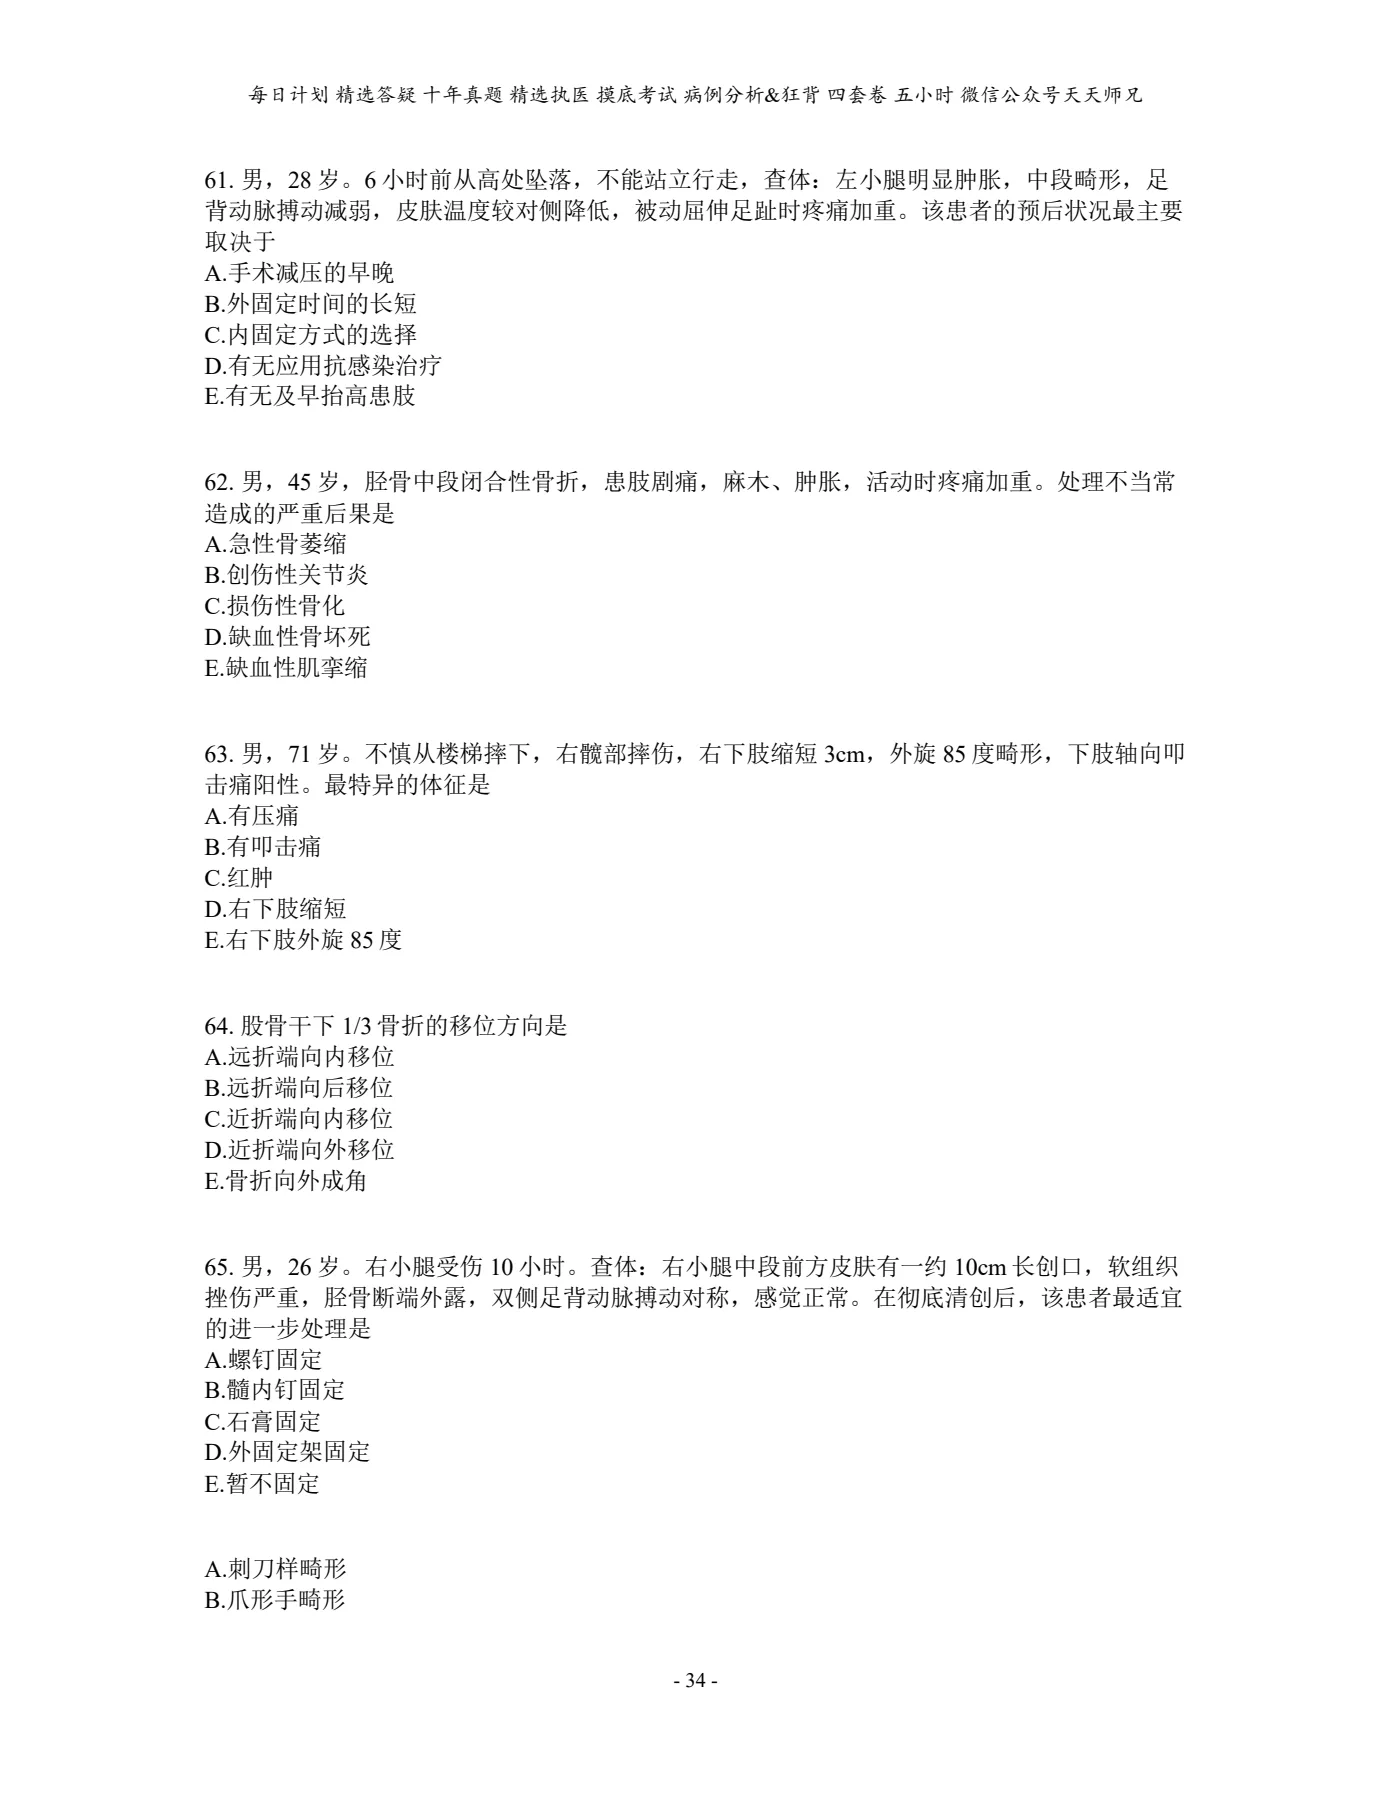 每日计划 精选答疑 十年真题 精选执医 摸底考试 病例分析&狂背 四套卷 五小时 微信公众号天天师兄
61. 男，28 岁。6 小时前从高处坠落，不能站立行走，查体：左小腿明显肿胀，中段畸形，足
背动脉搏动减弱，皮肤温度较对侧降低，被动屈伸足趾时疼痛加重。该患者的预后状况最主要
取决于
A.手术减压的早晚
B.外固定时间的长短
C.内固定方式的选择
D.有无应用抗感染治疗
E.有无及早抬高患肢
62. 男，45 岁，胫骨中段闭合性骨折，患肢剧痛，麻木、肿胀，活动时疼痛加重。处理不当常
造成的严重后果是
A.急性骨萎缩
B.创伤性关节炎
C.损伤性骨化
D.缺血性骨坏死
E.缺血性肌挛缩
63. 男，71 岁。不慎从楼梯摔下，右髋部摔伤，右下肢缩短 3cm，外旋 85 度畸形，下肢轴向叩
击痛阳性。最特异的体征是
A.有压痛
B.有叩击痛
C.红肿
D.右下肢缩短
E.右下肢外旋 85 度
64. 股骨干下 1/3 骨折的移位方向是
A.远折端向内移位
B.远折端向后移位
C.近折端向内移位
D.近折端向外移位
E.骨折向外成角
65. 男，26 岁。右小腿受伤 10 小时。查体：右小腿中段前方皮肤有一约 10cm 长创口，软组织
挫伤严重，胫骨断端外露，双侧足背动脉搏动对称，感觉正常。在彻底清创后，该患者最适宜
的进一步处理是
A.螺钉固定
B.髓内钉固定
C.石膏固定
D.外固定架固定
E.暂不固定
A.刺刀样畸形
B.爪形手畸形
- 34 -